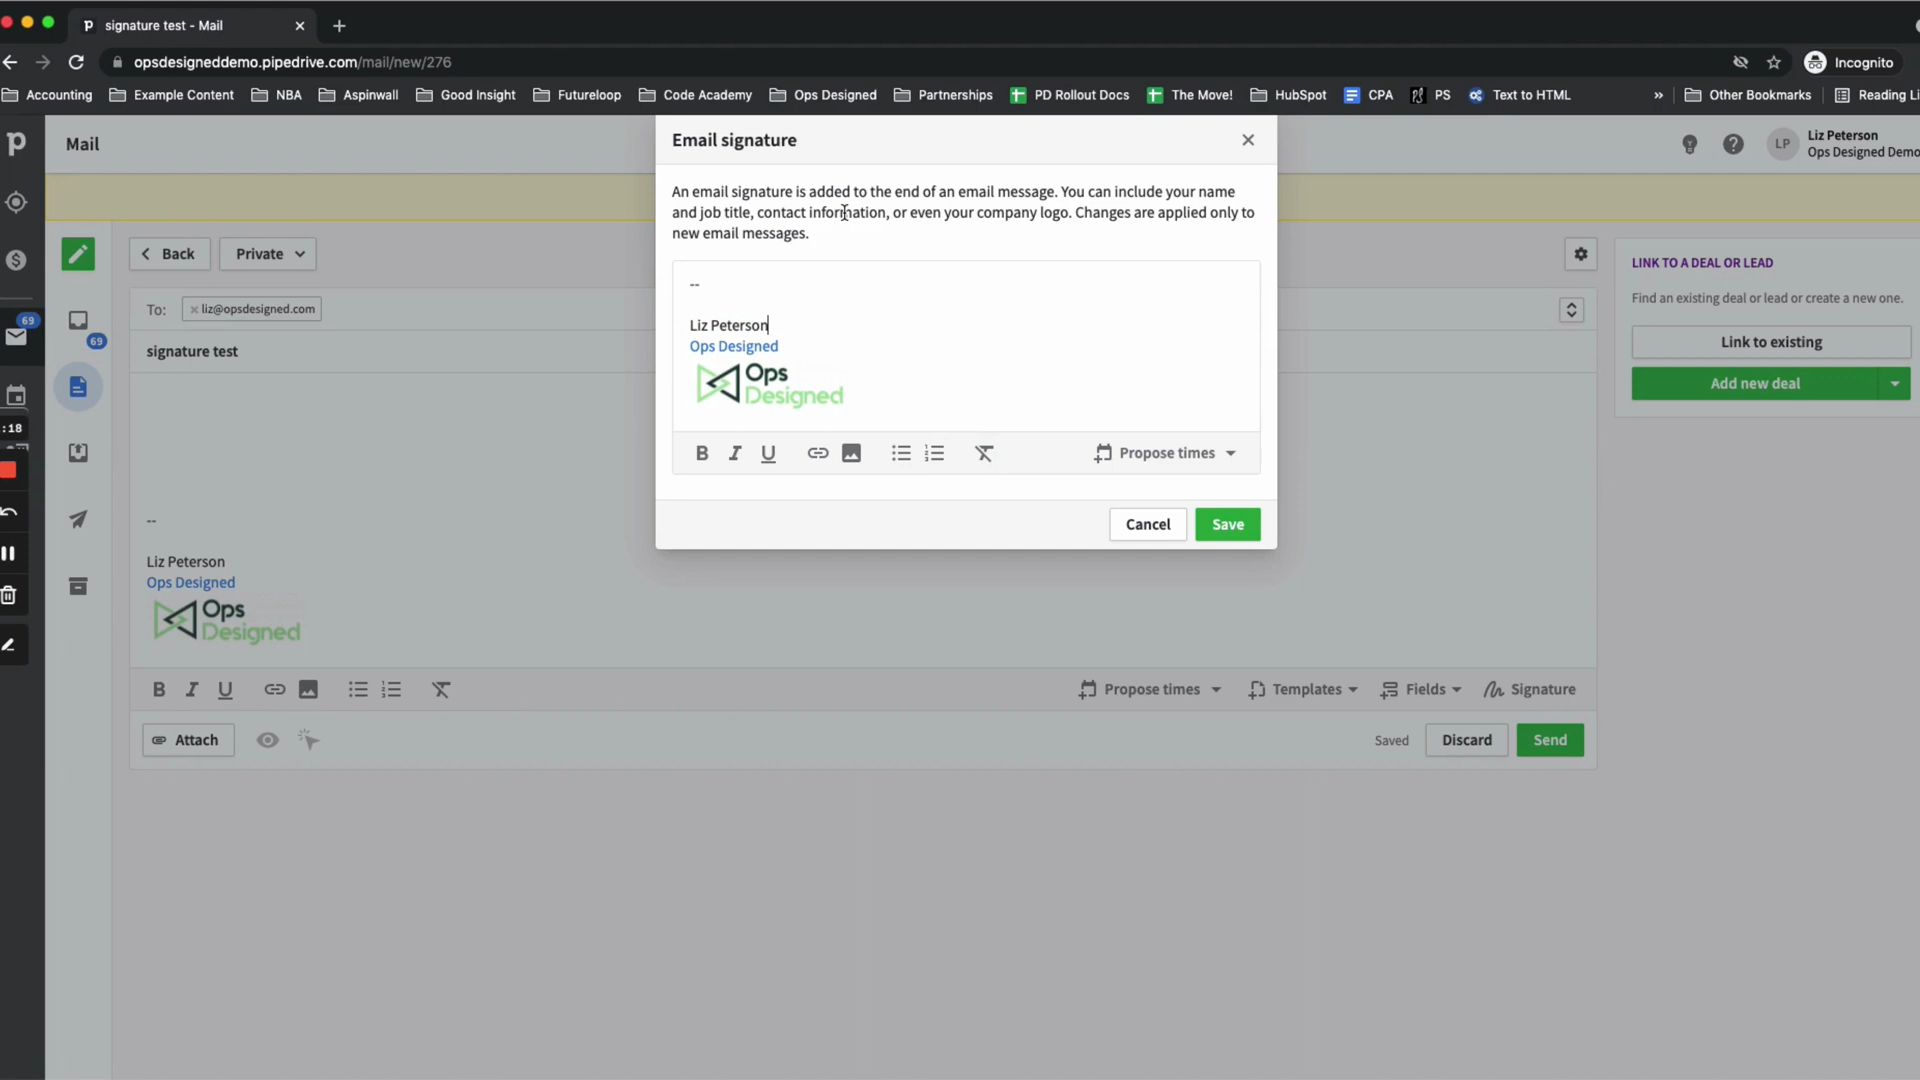 signature test - Mail
opsdesigneddemo.pipedrive.com/mail/new/276
Incognito
Accounting Example Content NBA Aspinwall Good Insight Futureloop Code Academy Ops Designed Partnerships PD Rollout Docs The Move! HubSpot CPA PS Text to HTML » Other Bookmarks Reading Li
Mail
Email signature
LP
Liz Peterson
Ops Designed Demo
An email signature is added to the end of an email message. You can include your name
and job title, contact information, or even your company logo. Changes are applied only to
new email messages.
Back
Private
To:
liz@opsdesigned.com
signature test
69
69
:18
--
Liz Peterson
Ops Designed
Ops
Designed
B I U
Propose times
Cancel
Save
LINK TO A DEAL OR LEAD
Find an existing deal or lead or create a new one.
Link to existing
Add new deal
--
Liz Peterson
Ops Designed
Ops
Designed
B I U
Propose times
Templates
Fields
Signature
Attach
Saved
Discard
Send